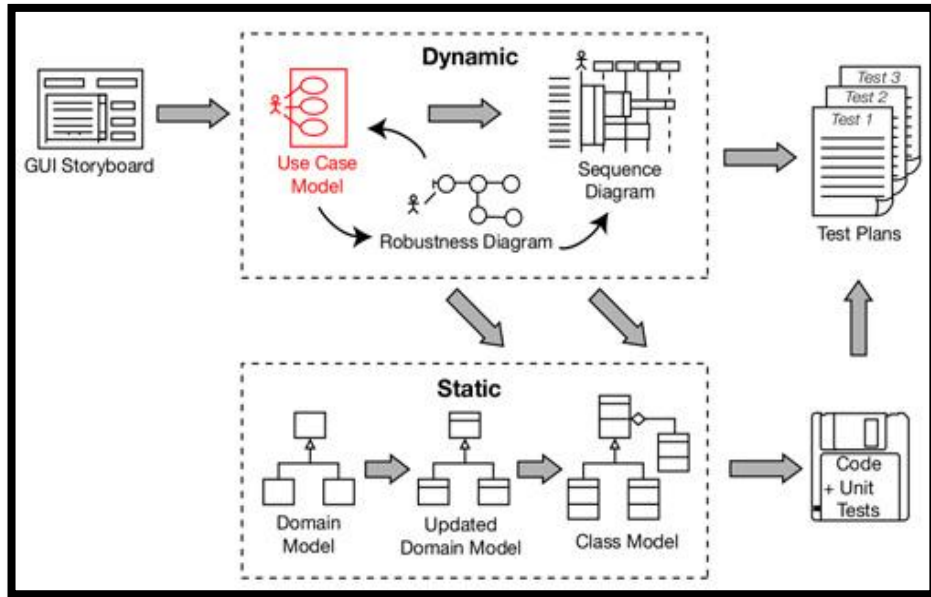 Dynamic
GUI Storyboard
Use Case
Model
Sequence
Diagram
Robustness Diagram
Test 3
Test 2
Test 1
Test Plans
Static
Domain
Model
Updated
Domain Model
Class Model
Code
+ Unit
Tests